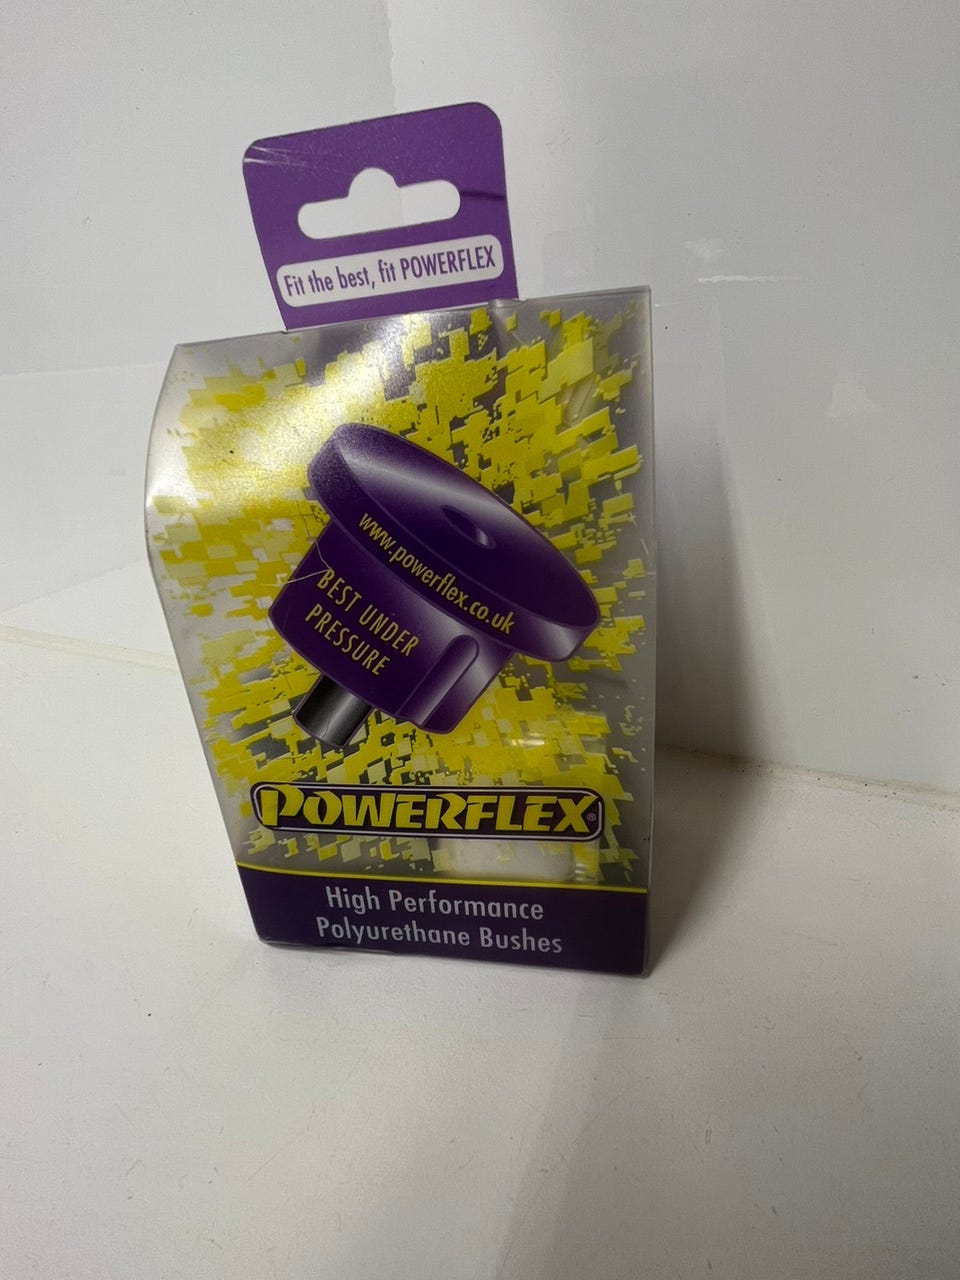 Fit the best, fit POWERFLEX
www.powerflex.co.uk
BEST UNDER
PRESSURE
POWERFLEX®
High Performance
Polyurethane Bushes